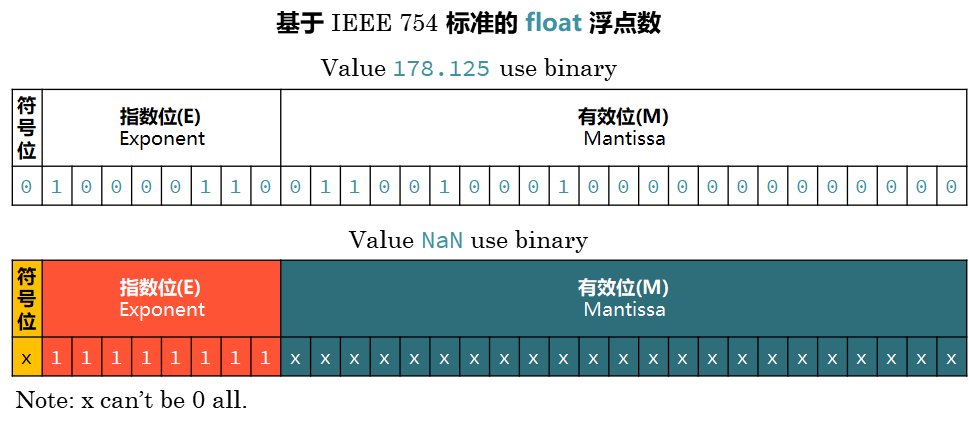 基于 IEEE 754 标准的 float 浮点数
Value 178.125 use binary
符号位
指数位(E)
Exponent
有效位(M)
Mantissa
0 1 0 0 0 0 1 1 0 0 1 1 0 0 1 0 0 0 1 0 0 0 0 0 0 0 0 0 0 0 0 0
Value NaN use binary
符号位
指数位(E)
Exponent
有效位(M)
Mantissa
x 1 1 1 1 1 1 1 1 x x x x x x x x x x x x x x x x x x x x x x x
Note: x can’t be 0 all.